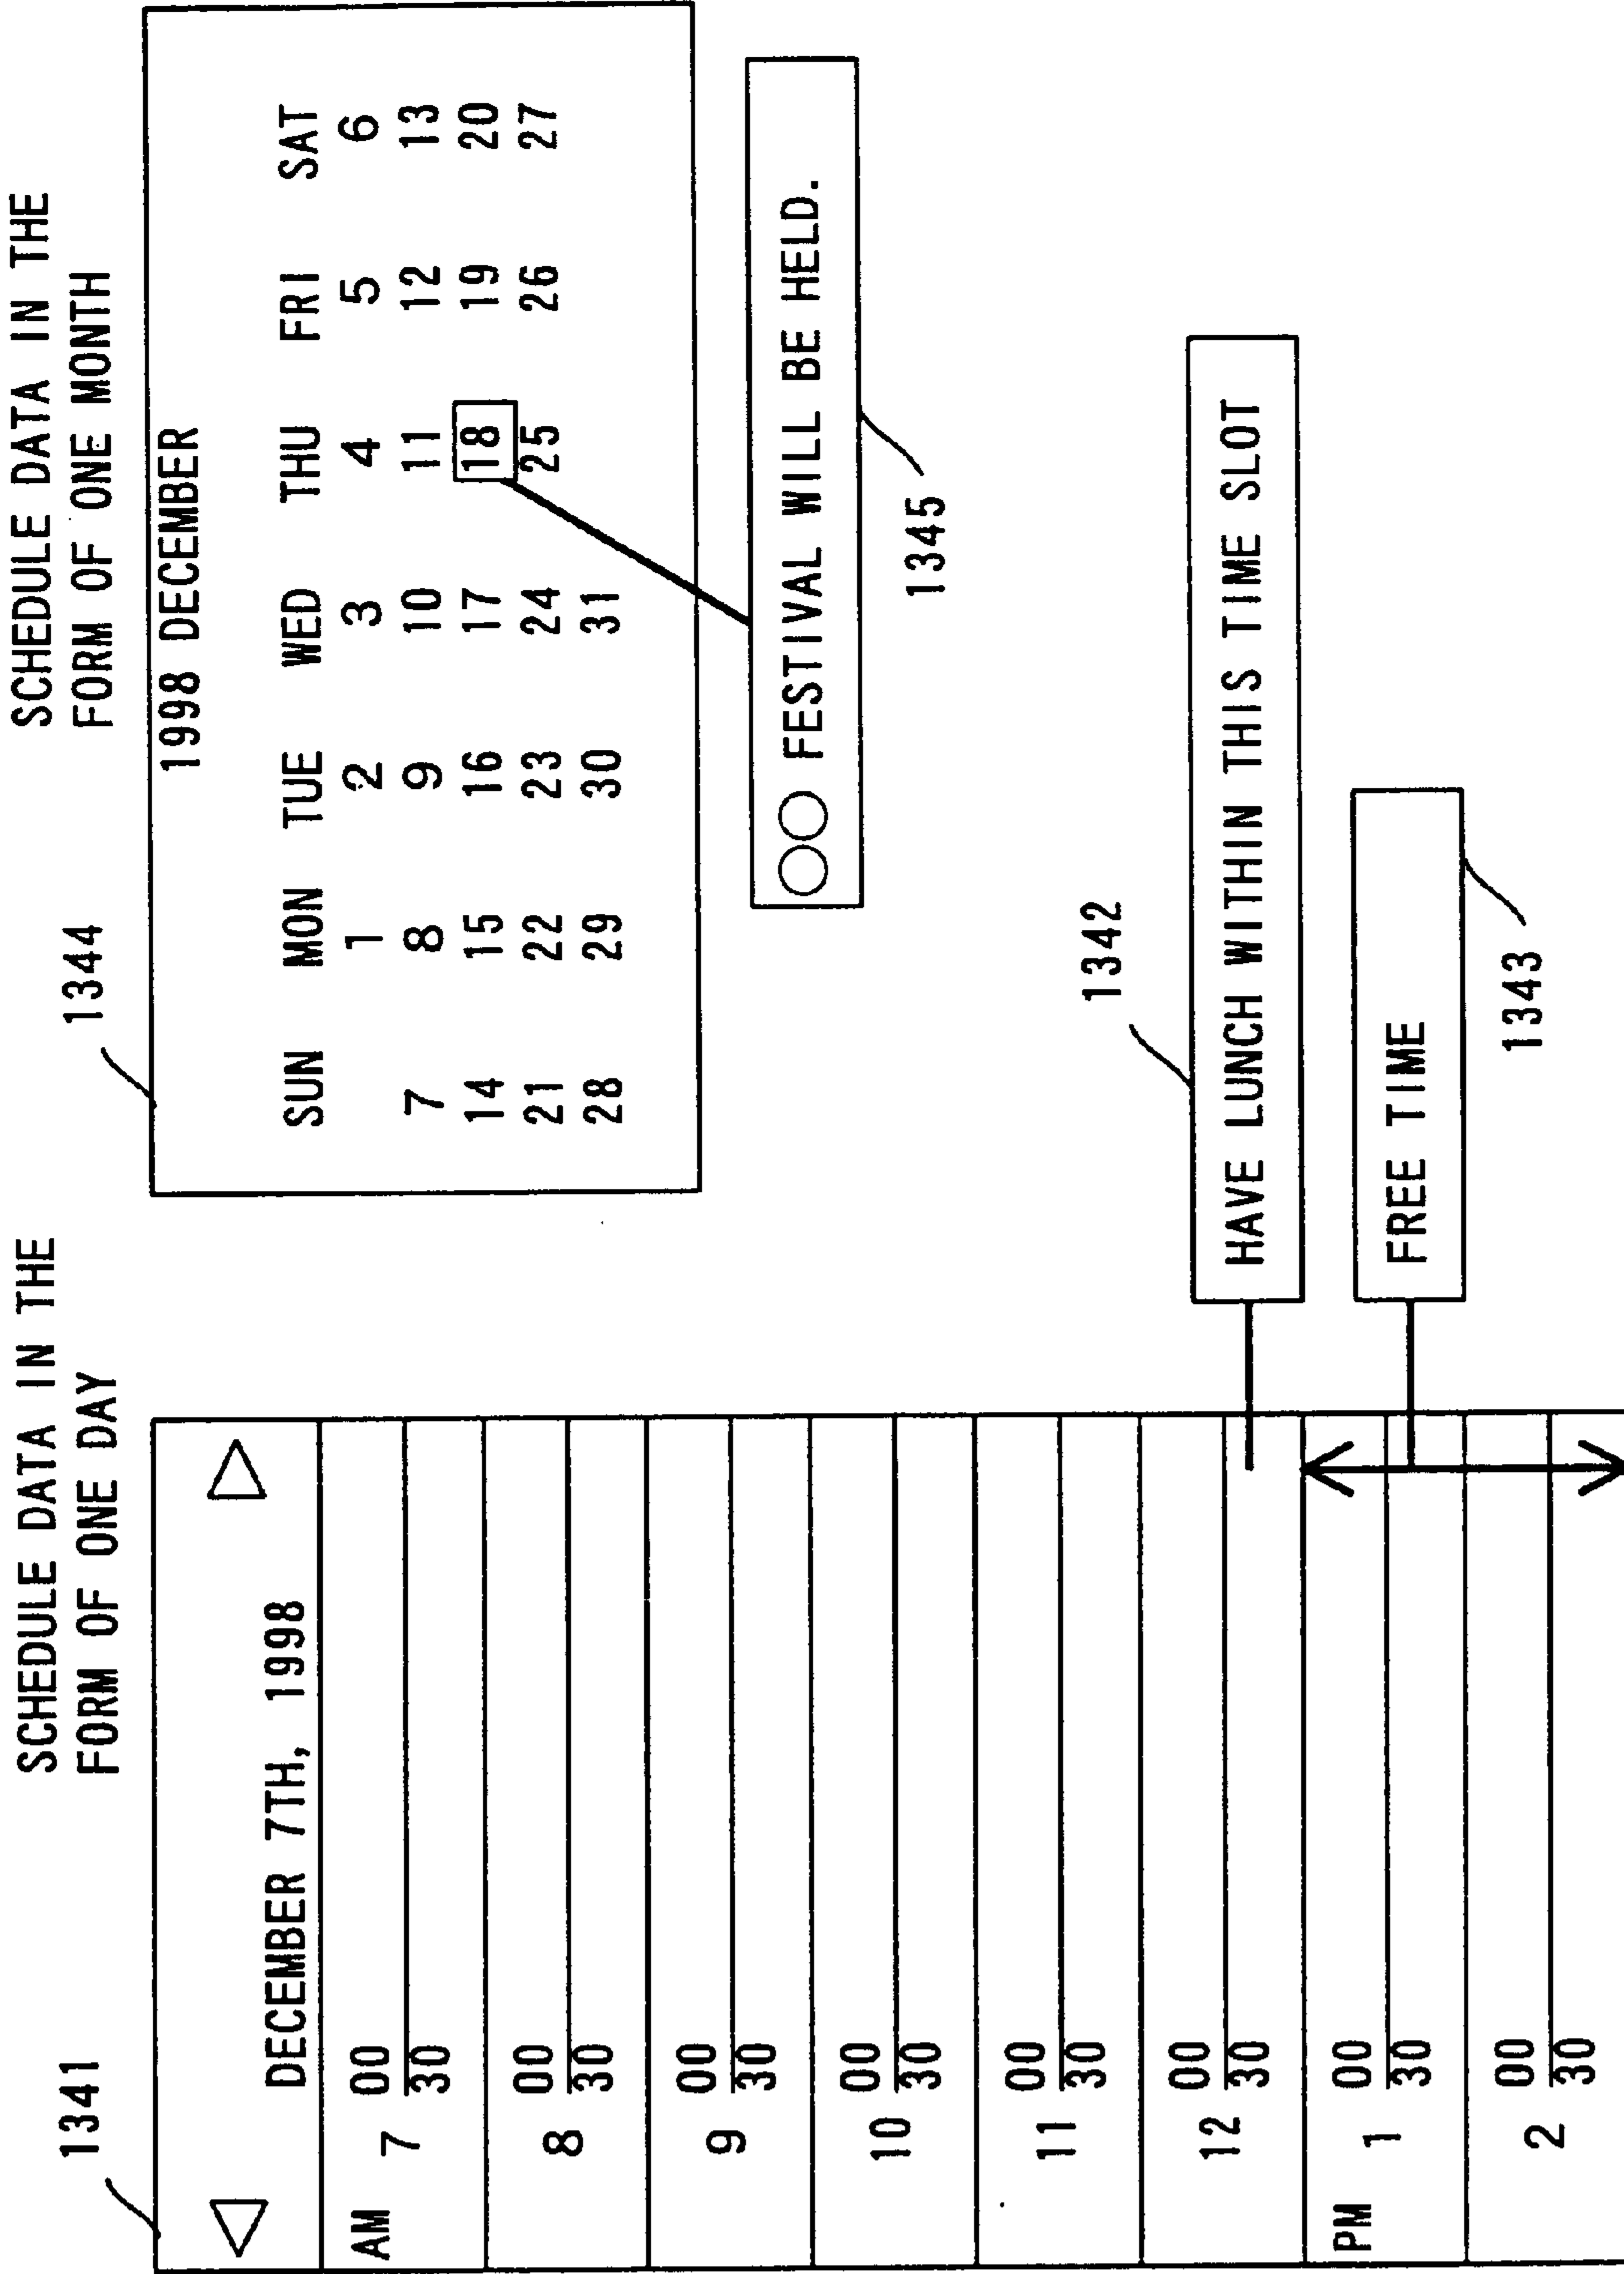 SCHEDULE DATA IN THE
FORM OF ONE DAY
1341
DECEMBER 7TH, 1998
AM
7 00
30
8 00
30
9 00
30
10 00
30
11 00
30
12 00
30
PM
1 00
30
2 00
30
SCHEDULE DATA IN THE
FORM OF ONE MONTH
1344
1998 DECEMBER
SUN MON TUE WED THU FRI SAT
1 2 3 4 5 6
7 8 9 10 11 12 13
14 15 16 17 18 19 20
21 22 23 24 25 26 27
28 29 30 31
○○ FESTIVAL WILL BE HELD.
1345
1342
HAVE LUNCH WITHIN THIS TIME SLOT
FREE TIME
1343